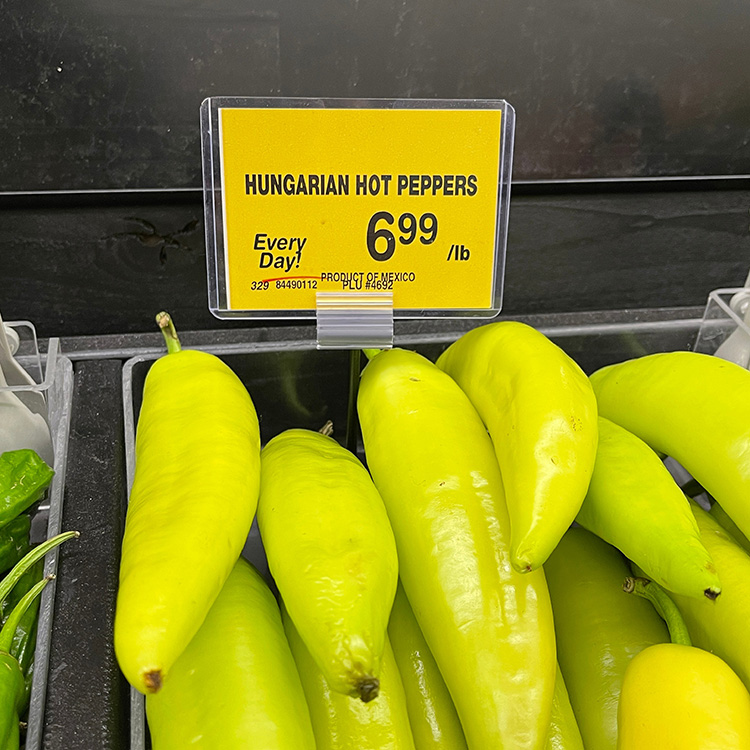 HUNGARIAN HOT PEPPERS
Every
Day!
6.99
/lb
PRODUCT OF MEXICO
329 84490112 PLU #4692